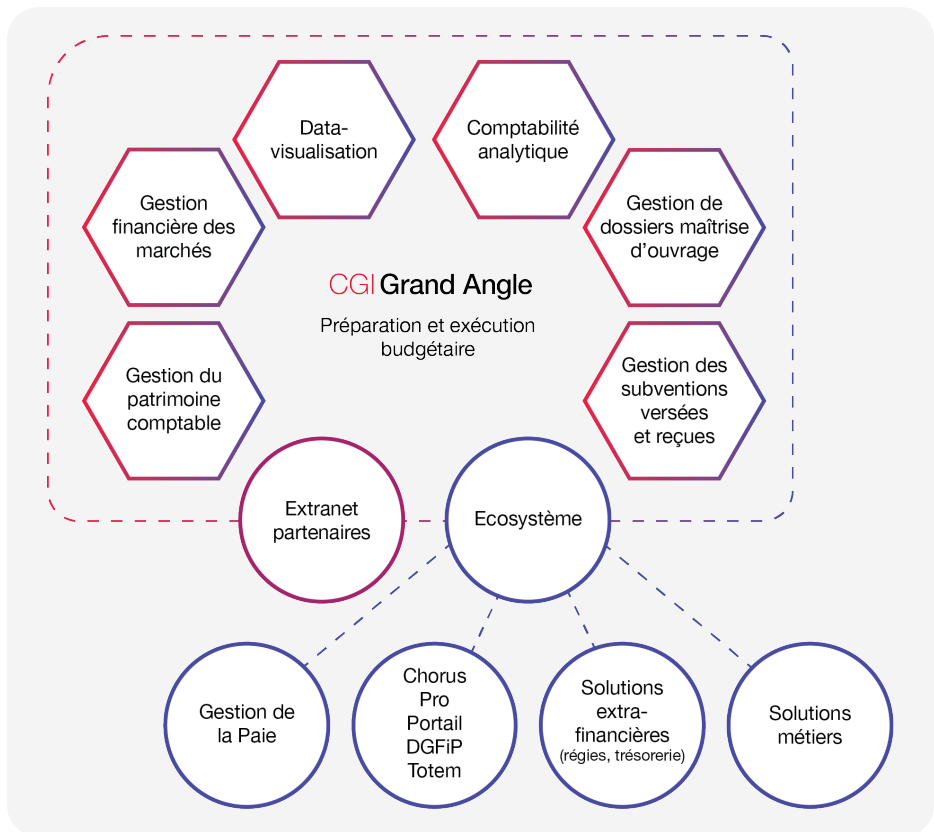 Data-
visualisation
Comptabilité
analytique
Gestion
financière des
marchés
Gestion de
dossiers maîtrise
d’ouvrage
CGI Grand Angle
Préparation et exécution
budgétaire
Gestion du
patrimoine
comptable
Gestion des
subventions
versées
et reçues
Extranet
partenaires
Ecosystème
Gestion de
la Paie
Chorus
Pro
Portail
DGFiP
Totem
Solutions
extra-
financières
(régies, trésorerie)
Solutions
métiers